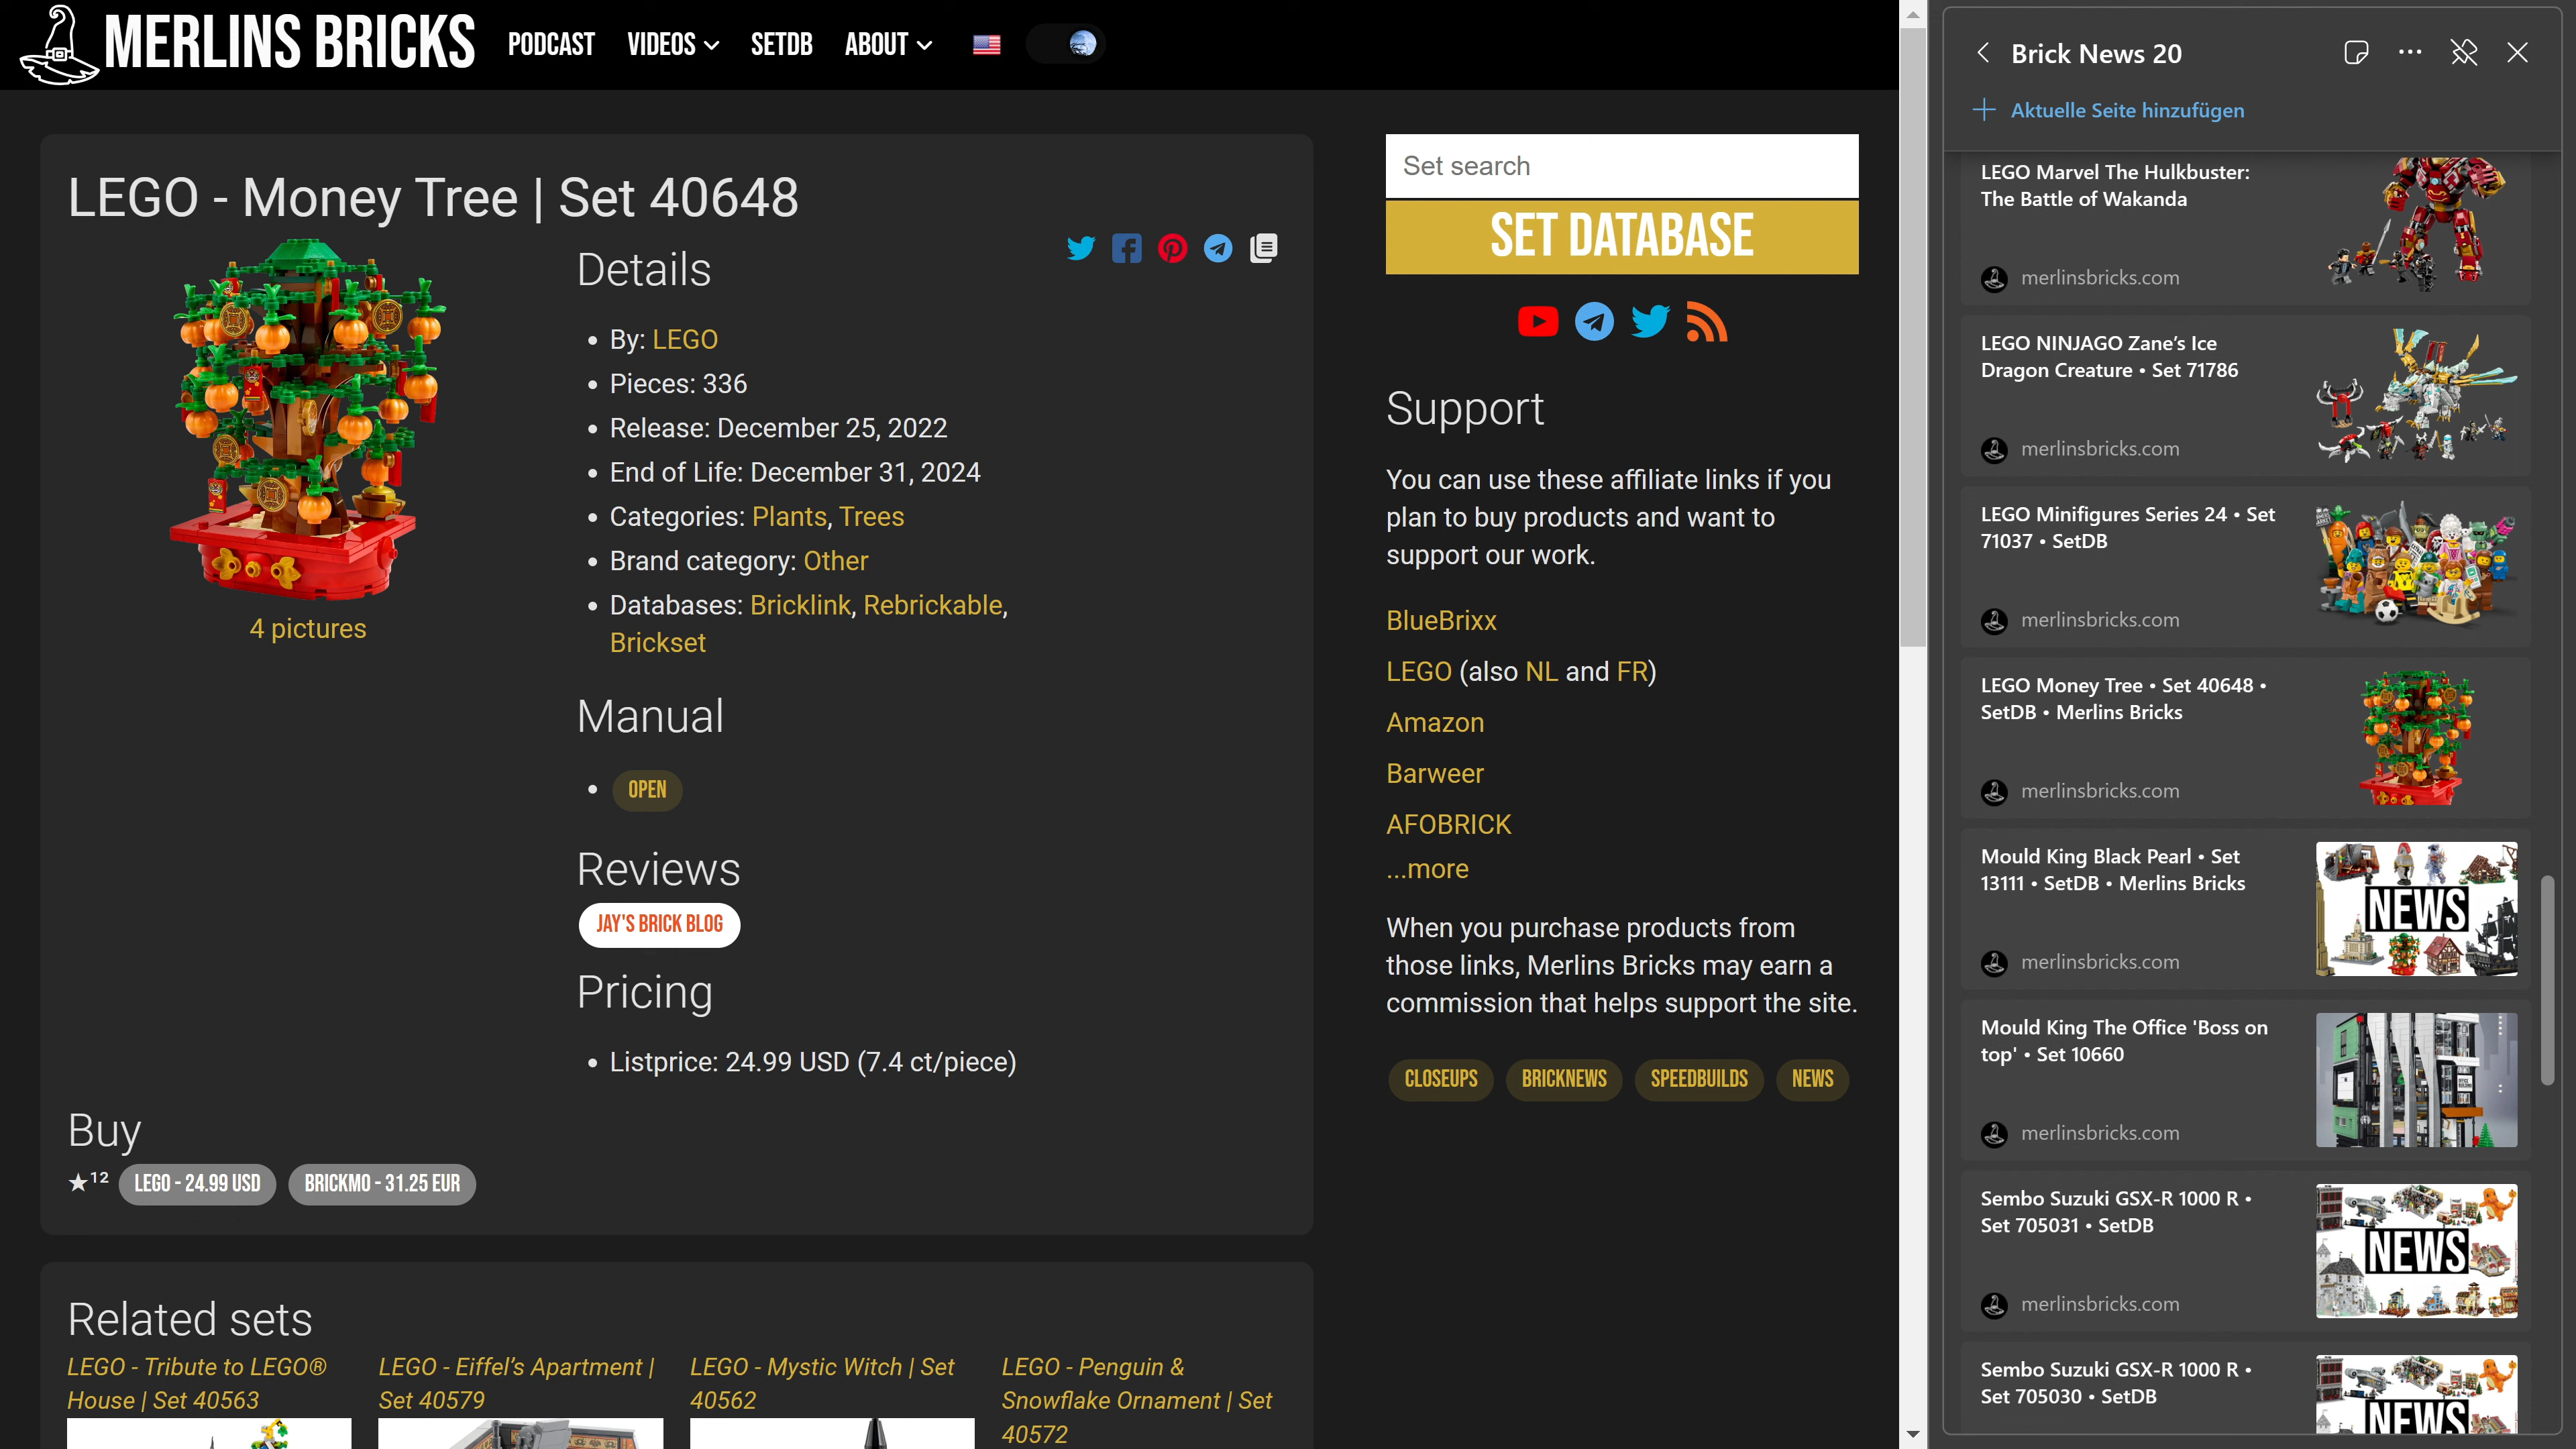 MERLINS BRICKS
PODCAST VIDEOS SETDB ABOUT
LEGO - Money Tree | Set 40648
4 pictures
Details
By: LEGO
Pieces: 336
Release: December 25, 2022
End of Life: December 31, 2024
Categories: Plants, Trees
Brand category: Other
Databases: Bricklink, Rebrickable,
Brickset
Manual
OPEN
Reviews
JAY'S BRICK BLOG
Pricing
Listprice: 24.99 USD (7.4 ct/piece)
Buy
★12 LEGO - 24.99 USD BRICKMO - 31.25 EUR
Related sets
LEGO - Tribute to LEGO®
House | Set 40563
LEGO - Eiffel's Apartment |
Set 40579
LEGO - Mystic Witch | Set
40562
LEGO - Penguin &
Snowflake Ornament | Set
40572
Set search
SET DATABASE
Support
You can use these affiliate links if you
plan to buy products and want to
support our work.
BlueBrixx
LEGO (also NL and FR)
Amazon
Barweer
AFOBRICK
...more
When you purchase products from
those links, Merlins Bricks may earn a
commission that helps support the site.
CLOSEUPS BRICKNEWS SPEEDBUILDS NEWS
Brick News 20
Aktuelle Seite hinzufügen
LEGO Marvel The Hulkbuster:
The Battle of Wakanda
merlinsbricks.com
LEGO NINJAGO Zane's Ice
Dragon Creature • Set 71786
merlinsbricks.com
LEGO Minifigures Series 24 • Set
71037 • SetDB
merlinsbricks.com
LEGO Money Tree • Set 40648 •
SetDB • Merlins Bricks
merlinsbricks.com
Mould King Black Pearl • Set
13111 • SetDB • Merlins Bricks
merlinsbricks.com
NEWS
Mould King The Office 'Boss on
top' • Set 10660
merlinsbricks.com
Sembo Suzuki GSX-R 1000 R •
Set 705031 • SetDB
merlinsbricks.com
NEWS
Sembo Suzuki GSX-R 1000 R •
Set 705030 • SetDB
NEWS